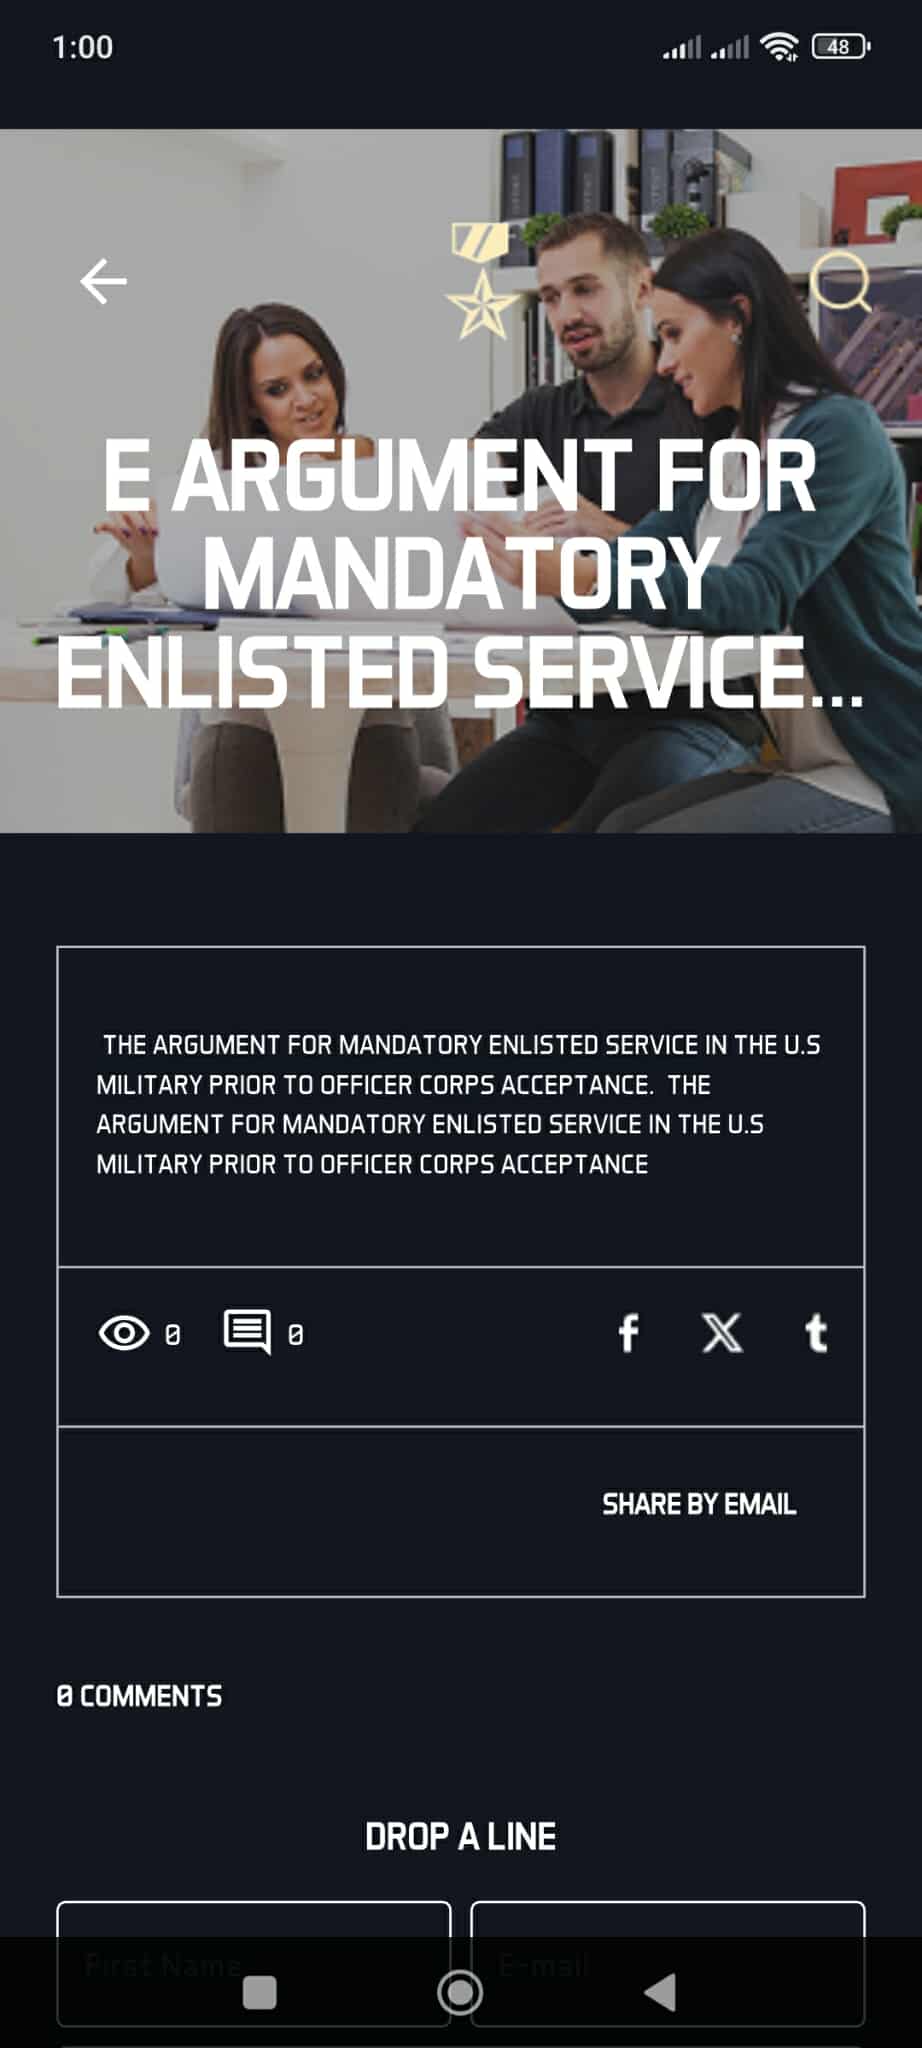 1:00
48
E ARGUMENT FOR
MANDATORY
ENLISTED SERVICE...
THE ARGUMENT FOR MANDATORY ENLISTED SERVICE IN THE U.S
MILITARY PRIOR TO OFFICER CORPS ACCEPTANCE. THE
ARGUMENT FOR MANDATORY ENLISTED SERVICE IN THE U.S
MILITARY PRIOR TO OFFICER CORPS ACCEPTANCE
0 0
SHARE BY EMAIL
0 COMMENTS
DROP A LINE
First Name E-mail